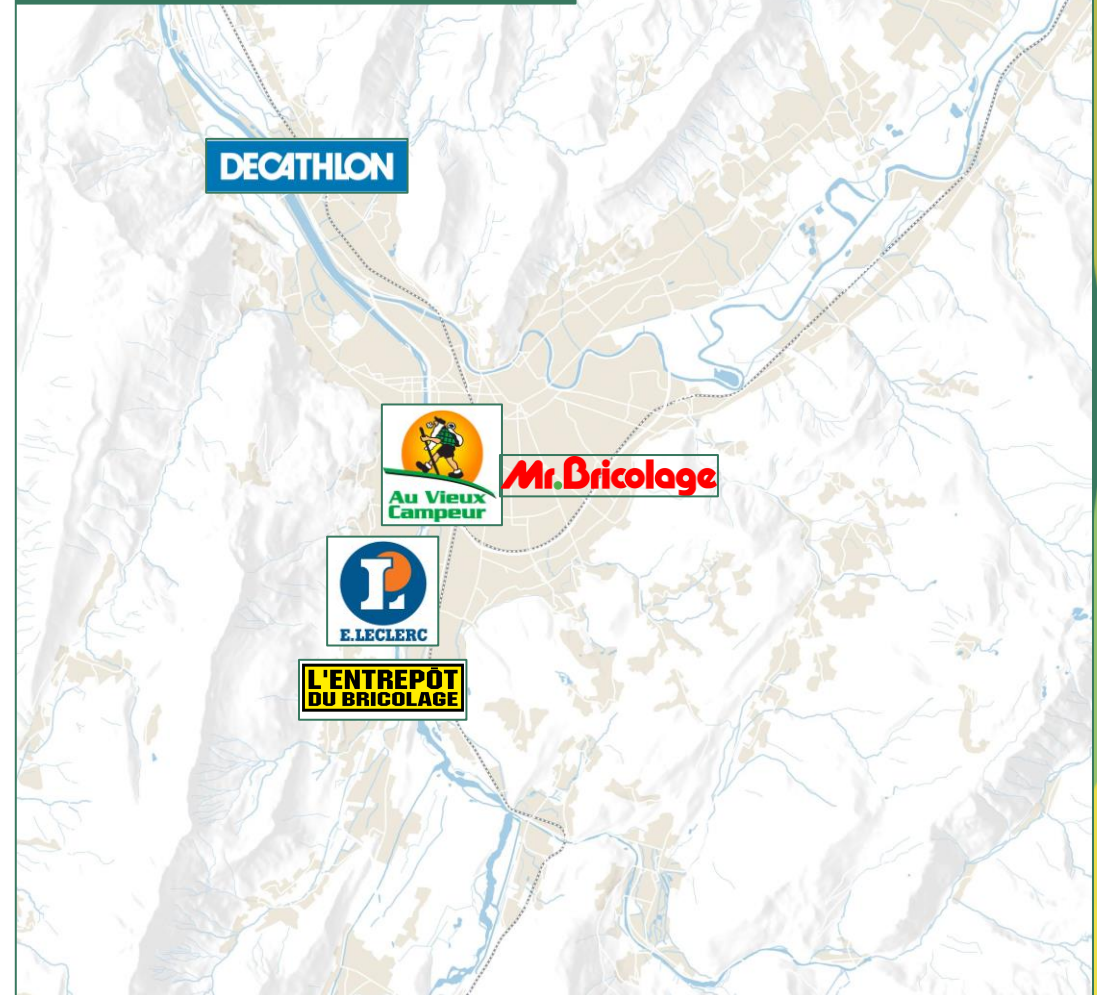 DECATHLON
Au Vieux
Campeur
Mr.Bricolage
E.LECLERC
L'ENTREPÔT
DU BRICOLAGE